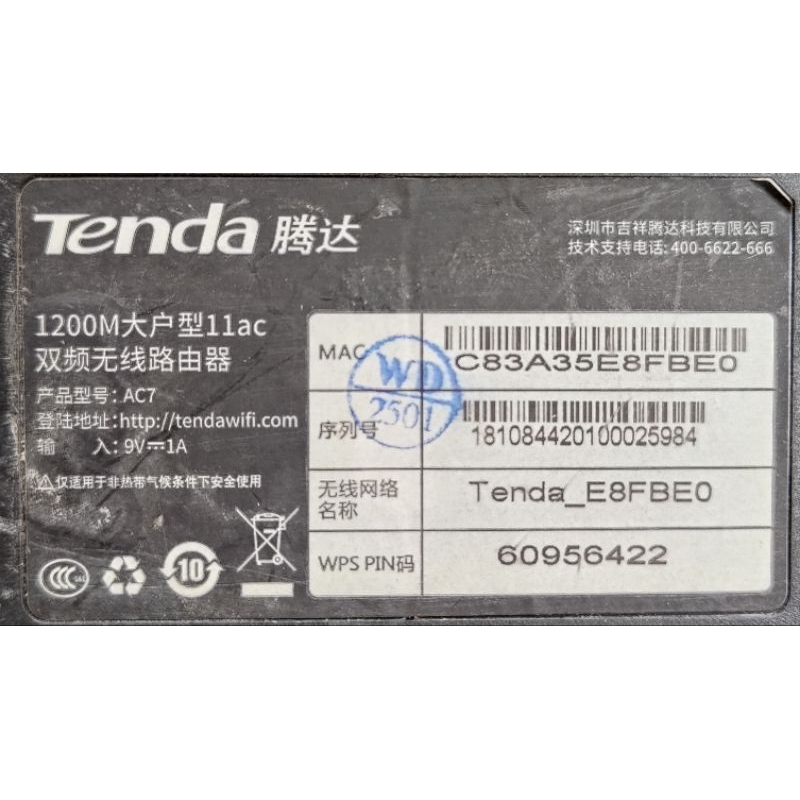 Tenda 腾达
深圳市吉祥腾达科技有限公司
技术支持电话: 400-6622-666
1200M大户型11ac
双频无线路由器
产品型号: AC7
登陆地址: http://tendawifi.com
输 入: 9V⎓1A
⚠仅适用于非热带气候条件下安全使用
CCC
10
MAC
C83A35E8FBE0
WD
2501
序列号
181084420100025984
无线网络
名称
Tenda_E8FBE0
WPS PIN码
60956422